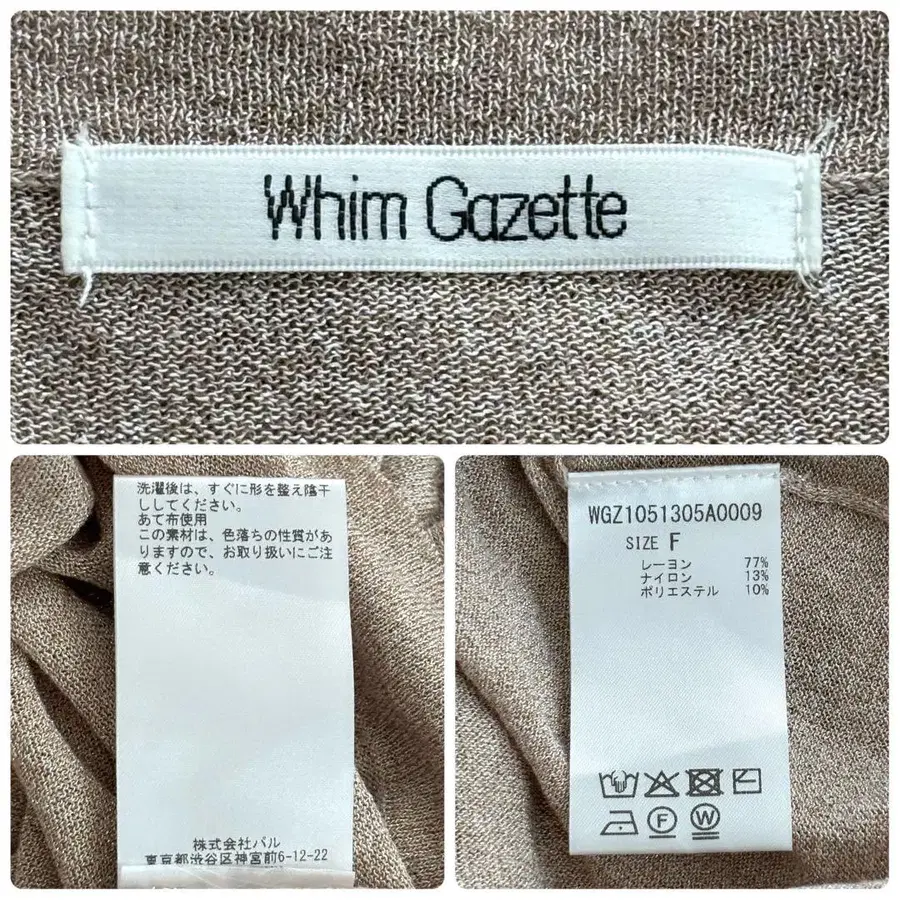 Whim Gazette
洗濯後は、すぐに形を整え陰干
ししてください。
あて布使用
この素材は、色落ちの性質があ
りますので、お取り扱いにご注
意ください。
株式会社パル
東京都渋谷区神宮前6-12-22
WGZ1051305A0009
SIZE F
レーヨン 77%
ナイロン 13%
ポリエステル 10%
F W